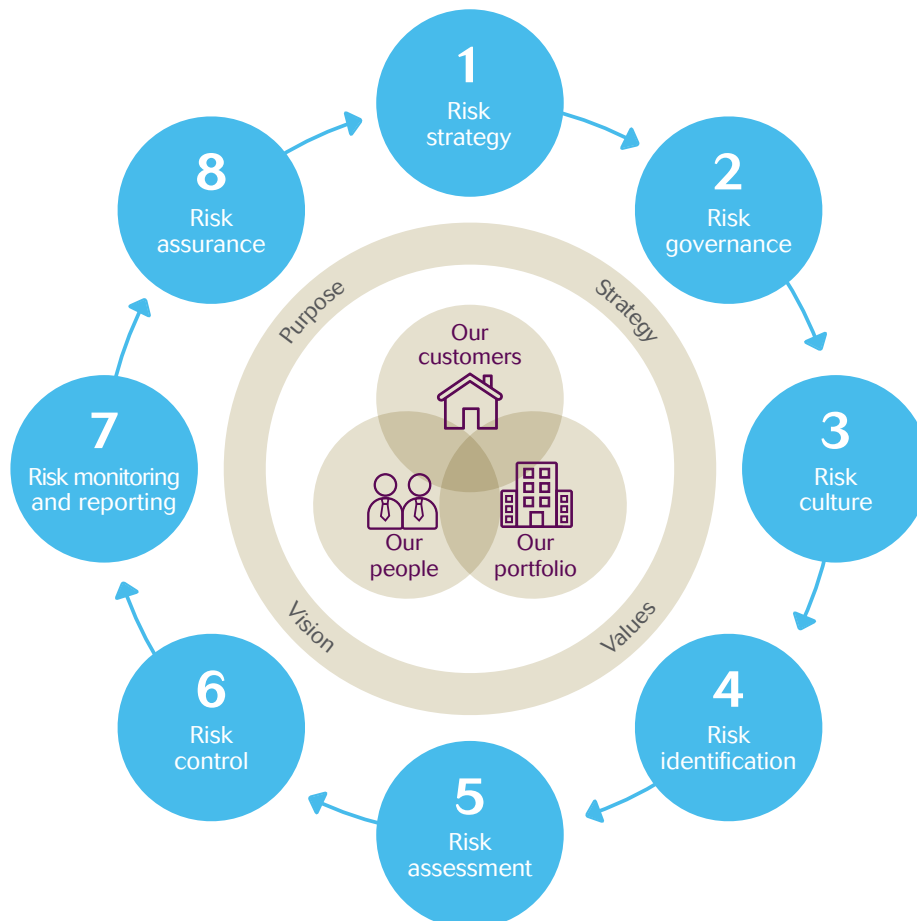 1
Risk
strategy
2
Risk
governance
3
Risk
culture
4
Risk
identification
5
Risk
assessment
6
Risk
control
7
Risk monitoring
and reporting
8
Risk
assurance
Purpose
Strategy
Values
Vision
Our
customers
Our
people
Our
portfolio